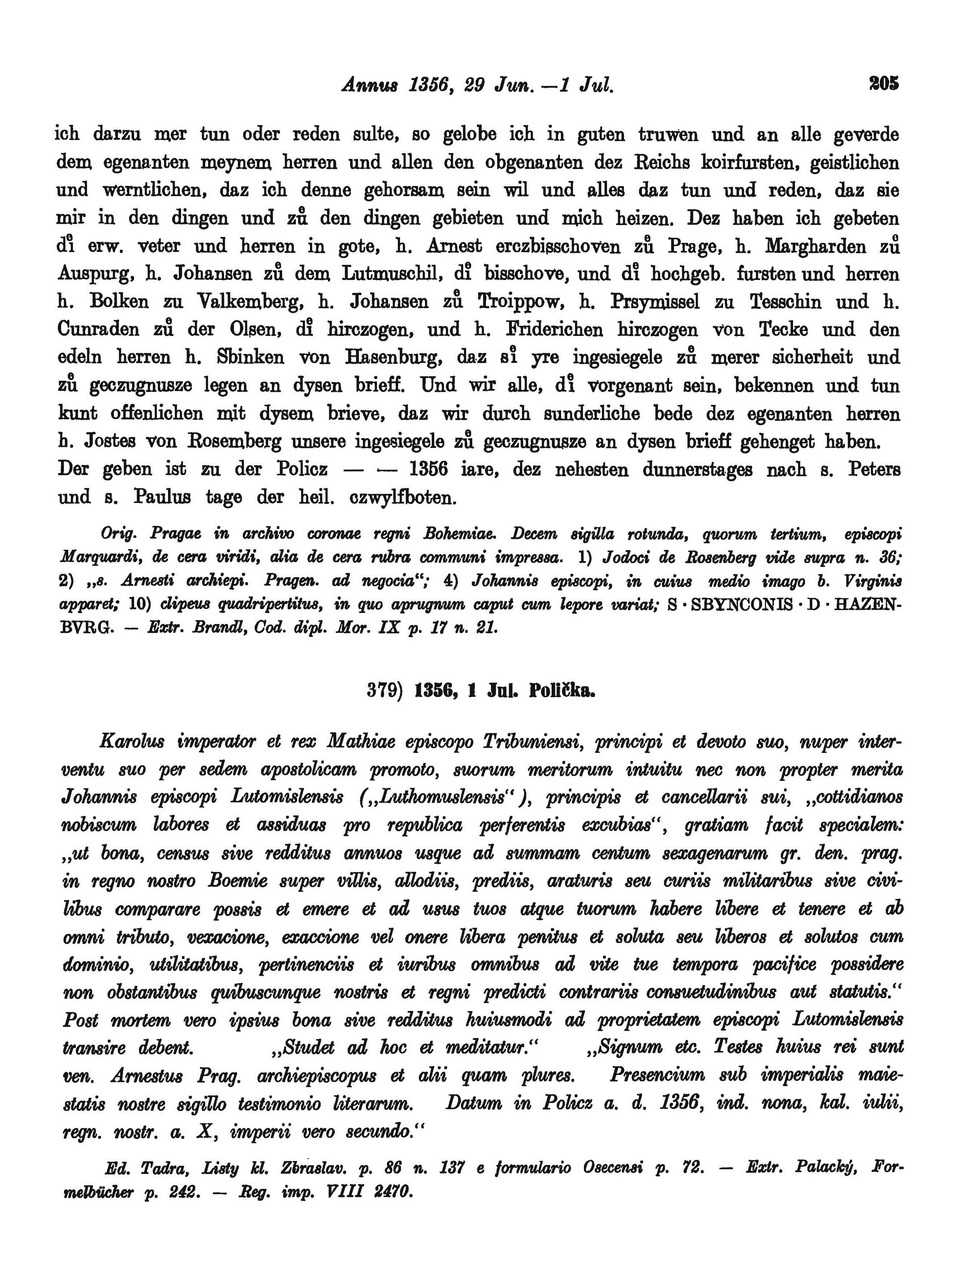 Annus 1356, 29 Jun. —1 Jul. 205
ich darzu mer tun oder reden sulte, so gelobe ich in guten truwen und an alle geverde
dem egenanten meynem herren und allen den obgenanten dez Reichs koirfursten, geistlichen
und werntlichen, daz ich denne gehorsam sein wil und alles daz tun und reden, daz sie
mir in den dingen und zů den dingen gebieten und mich heizen. Dez haben ich gebeten
dı̊ erw. veter und herren in gote, h. Arnest erczbisschoven zů Prage, h. Margharden zů
Auspurg, h. Johansen zů dem Lutmuschil, dı̊ bisschove, und dı̊ hochgeb. fursten und herren
h. Bolken zu Valkemberg, h. Johansen zů Troippow, h. Prsymissel zu Tesschin und h.
Cunraden zů der Olsen, dı̊ hirczogen, und h. Friderichen hirczogen von Tecke und den
edeln herren h. Sbinken von Hasenburg, daz sı̊ yre ingesiegele zů merer sicherheit und
zů geczugnusze legen an dysen brieff. Und wir alle, dı̊ vorgenant sein, bekennen und tun
kunt offenlichen mit dysem brieve, daz wir durch sunderliche bede dez egenanten herren
h. Jostes von Rosemberg unsere ingesiegele zů geczugnusze an dysen brieff gehenget haben.
Der geben ist zu der Policz — — 1356 iare, dez nehesten dunnerstages nach s. Peters
und s. Paulus tage der heil. czwylfboten.
Orig. Pragae in archivo coronae regni Bohemiae. Decem sigilla rotunda, quorum tertium, episcopi
Marquardi, de cera viridi, alia de cera rubra communi impressa. 1) Jodoci de Rosenberg vide supra n. 36;
2) „s. Arnesti archiepi. Pragen. ad negocia“; 4) Johannis episcopi, in cuius medio imago b. Virginis
apparet; 10) clipeus quadripertitus, in quo aprugnum caput cum lepore variat; S · SBYNCONIS · D · HAZEN-
BVRG. — Extr. Brandl, Cod. dipl. Mor. IX p. 17 n. 21.
379) 1356, 1 Jul. Polička.
Karolus imperator et rex Mathiae episcopo Tribuniensi, principi et devoto suo, nuper inter-
ventu suo per sedem apostolicam promoto, suorum meritorum intuitu nec non propter merita
Johannis episcopi Lutomislensis („Luthomuslensis“), principis et cancellarii sui, „cottidianos
nobiscum labores et assiduas pro republica perferentis excubias“, gratiam facit specialem:
„ut bona, census sive redditus annuos usque ad summam centum sexagenarum gr. den. prag.
in regno nostro Boemie super villis, allodiis, prediis, araturis seu curiis militaribus sive civi-
libus comparare possis et emere et ad usus tuos atque tuorum habere libere et tenere et ab
omni tributo, vexacione, exaccione vel onere libera penitus et soluta seu liberos et solutos cum
dominio, utilitatibus, pertinenciis et iuribus omnibus ad vite tue tempora pacifice possidere
non obstantibus quibuscunque nostris et regni predicti contrariis consuetudinibus aut statutis.“
Post mortem vero ipsius bona sive redditus huiusmodi ad proprietatem episcopi Lutomislensis
transire debent. „Studet ad hoc et meditatur.“ „Signum etc. Testes huius rei sunt
ven. Arnestus Prag. archiepiscopus et alii quam plures. Presencium sub imperialis maie-
statis nostre sigillo testimonio literarum. Datum in Policz a. d. 1356, ind. nona, kal. iulii,
regn. nostr. a. X, imperii vero secundo.“
Ed. Tadra, Listy kl. Zbraslav. p. 86 n. 137 e formulario Osecensi p. 72. — Extr. Palacký, For-
melbücher p. 242. — Reg. imp. VIII 2470.